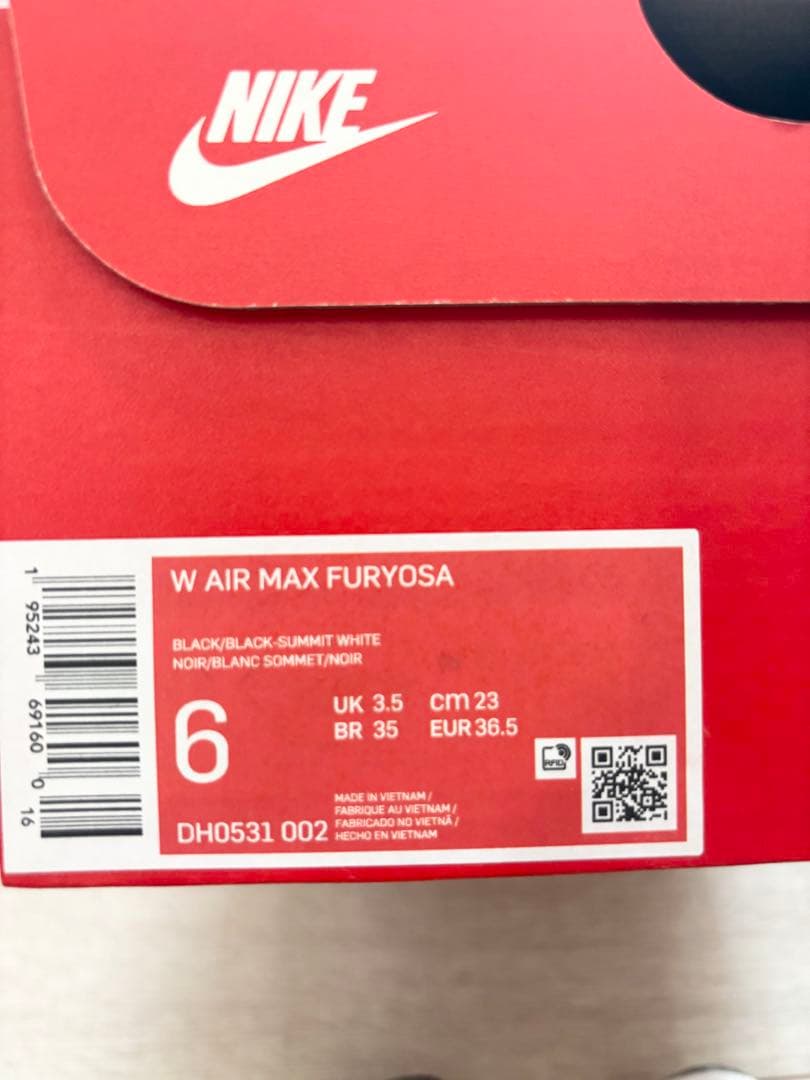 NIKE
W AIR MAX FURYOSA
BLACK/BLACK-SUMMIT WHITE
NOIR/BLANC SOMMET/NOIR
6
UK 3.5 cm 23
BR 35 EUR 36.5
RFID
DH0531 002
MADE IN VIETNAM /
FABRIQUE AU VIETNAM /
FABRICADO NO VIETNÃ /
HECHO EN VIETNAM
1 95243 69160 0 16